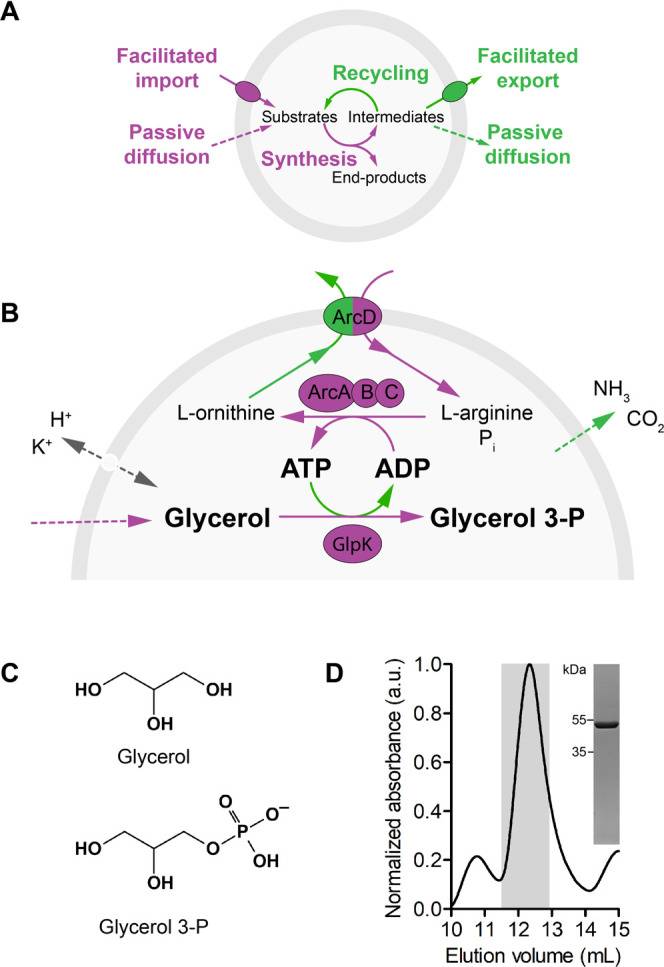 A
Facilitated
import
Passive
diffusion
Recycling
Substrates
Intermediates
Synthesis
End-products
Facilitated
export
Passive
diffusion
B
ArcD
ArcA B C
L-ornithine
L-arginine
Pi
NH3
CO2
H+
K+
ATP
ADP
Glycerol
Glycerol 3-P
GlpK
C
HO
OH
OH
Glycerol
O
O−
P
HO
O
OH
OH
Glycerol 3-P
D
Normalized absorbance (a.u.)
1.0
0.8
0.6
0.4
0.2
0.0
kDa
55
35
10 11 12 13 14 15
Elution volume (mL)